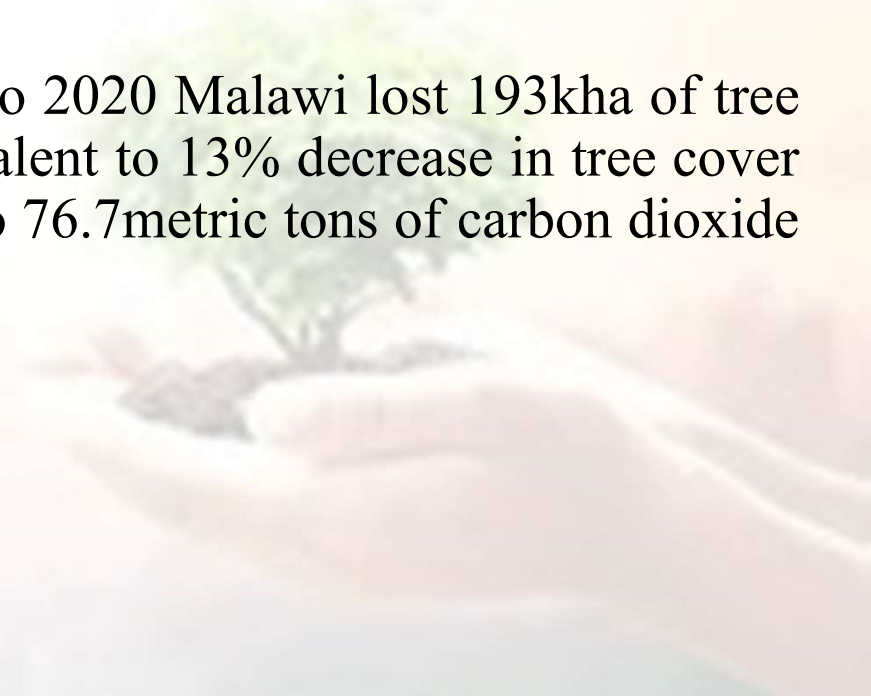 o 2020 Malawi lost 193kha of tree
alent to 13% decrease in tree cover
76.7metric tons of carbon dioxide